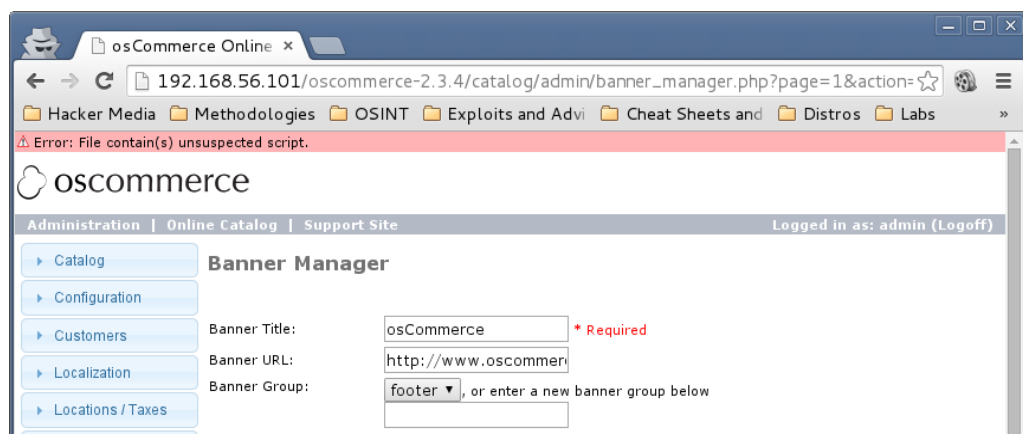 osCommerce Online ×
192.168.56.101/oscommerce-2.3.4/catalog/admin/banner_manager.php?page=1&action=
Hacker Media Methodologies OSINT Exploits and Advi Cheat Sheets and Distros Labs »
Error: File contain(s) unsuspected script.
oscommerce
Administration | Online Catalog | Support Site Logged in as: admin (Logoff)
Catalog
Banner Manager
Configuration
Customers
Banner Title: osCommerce * Required
Banner URL: http://www.oscommer
Localization
Banner Group: footer ▼, or enter a new banner group below
Locations / Taxes